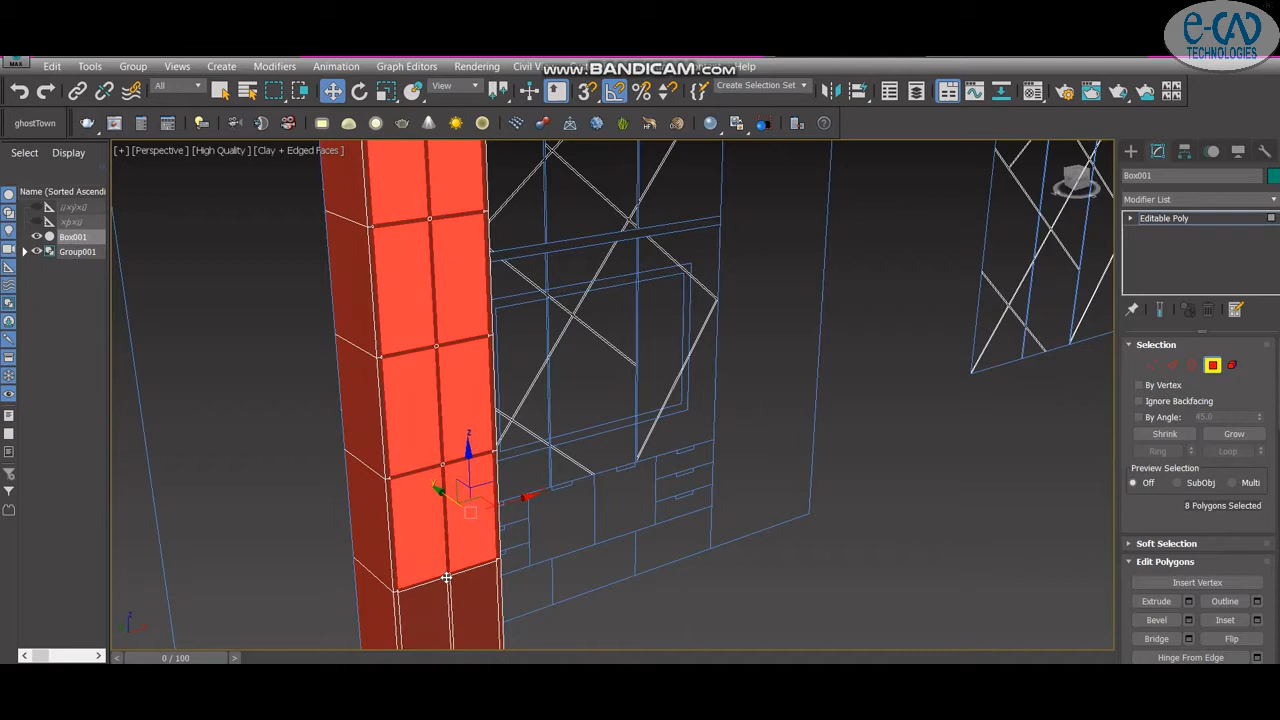 e-CAD
TECHNOLOGIES
MAX
Edit Tools Group Views Create Modifiers Animation Graph Editors Rendering Civil Help
www.BANDICAM.com
All
View
Create Selection Set
ghostTown
[+] [Perspective] [High Quality] [Clay + Edged Faces]
Select Display
Name (Sorted Ascendi
Box001
Group001
z
z
0 / 100
Box001
Modifier List
Editable Poly
Selection
By Vertex
Ignore Backfacing
By Angle: 45.0
Shrink Grow
Ring Loop
Preview Selection
Off SubObj Multi
8 Polygons Selected
Soft Selection
Edit Polygons
Insert Vertex
Extrude Outline
Bevel Inset
Bridge Flip
Hinge From Edge